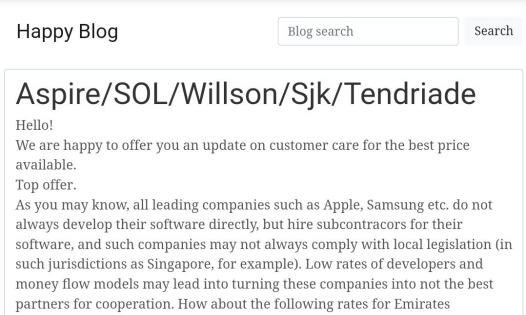 Happy Blog
Blog search
Search
Aspire/SOL/Willson/Sjk/Tendriade
Hello!
We are happy to offer you an update on customer care for the best price
available.
Top offer.
As you may know, all leading companies such as Apple, Samsung etc. do not
always develop their software directly, but hire subcontracors for their
software, and such companies may not always comply with local legislation (in
such jurisdictions as Singapore, for example). Low rates of developers and
money flow models may lead into turning these companies into not the best
partners for cooperation. How about the following rates for Emirates